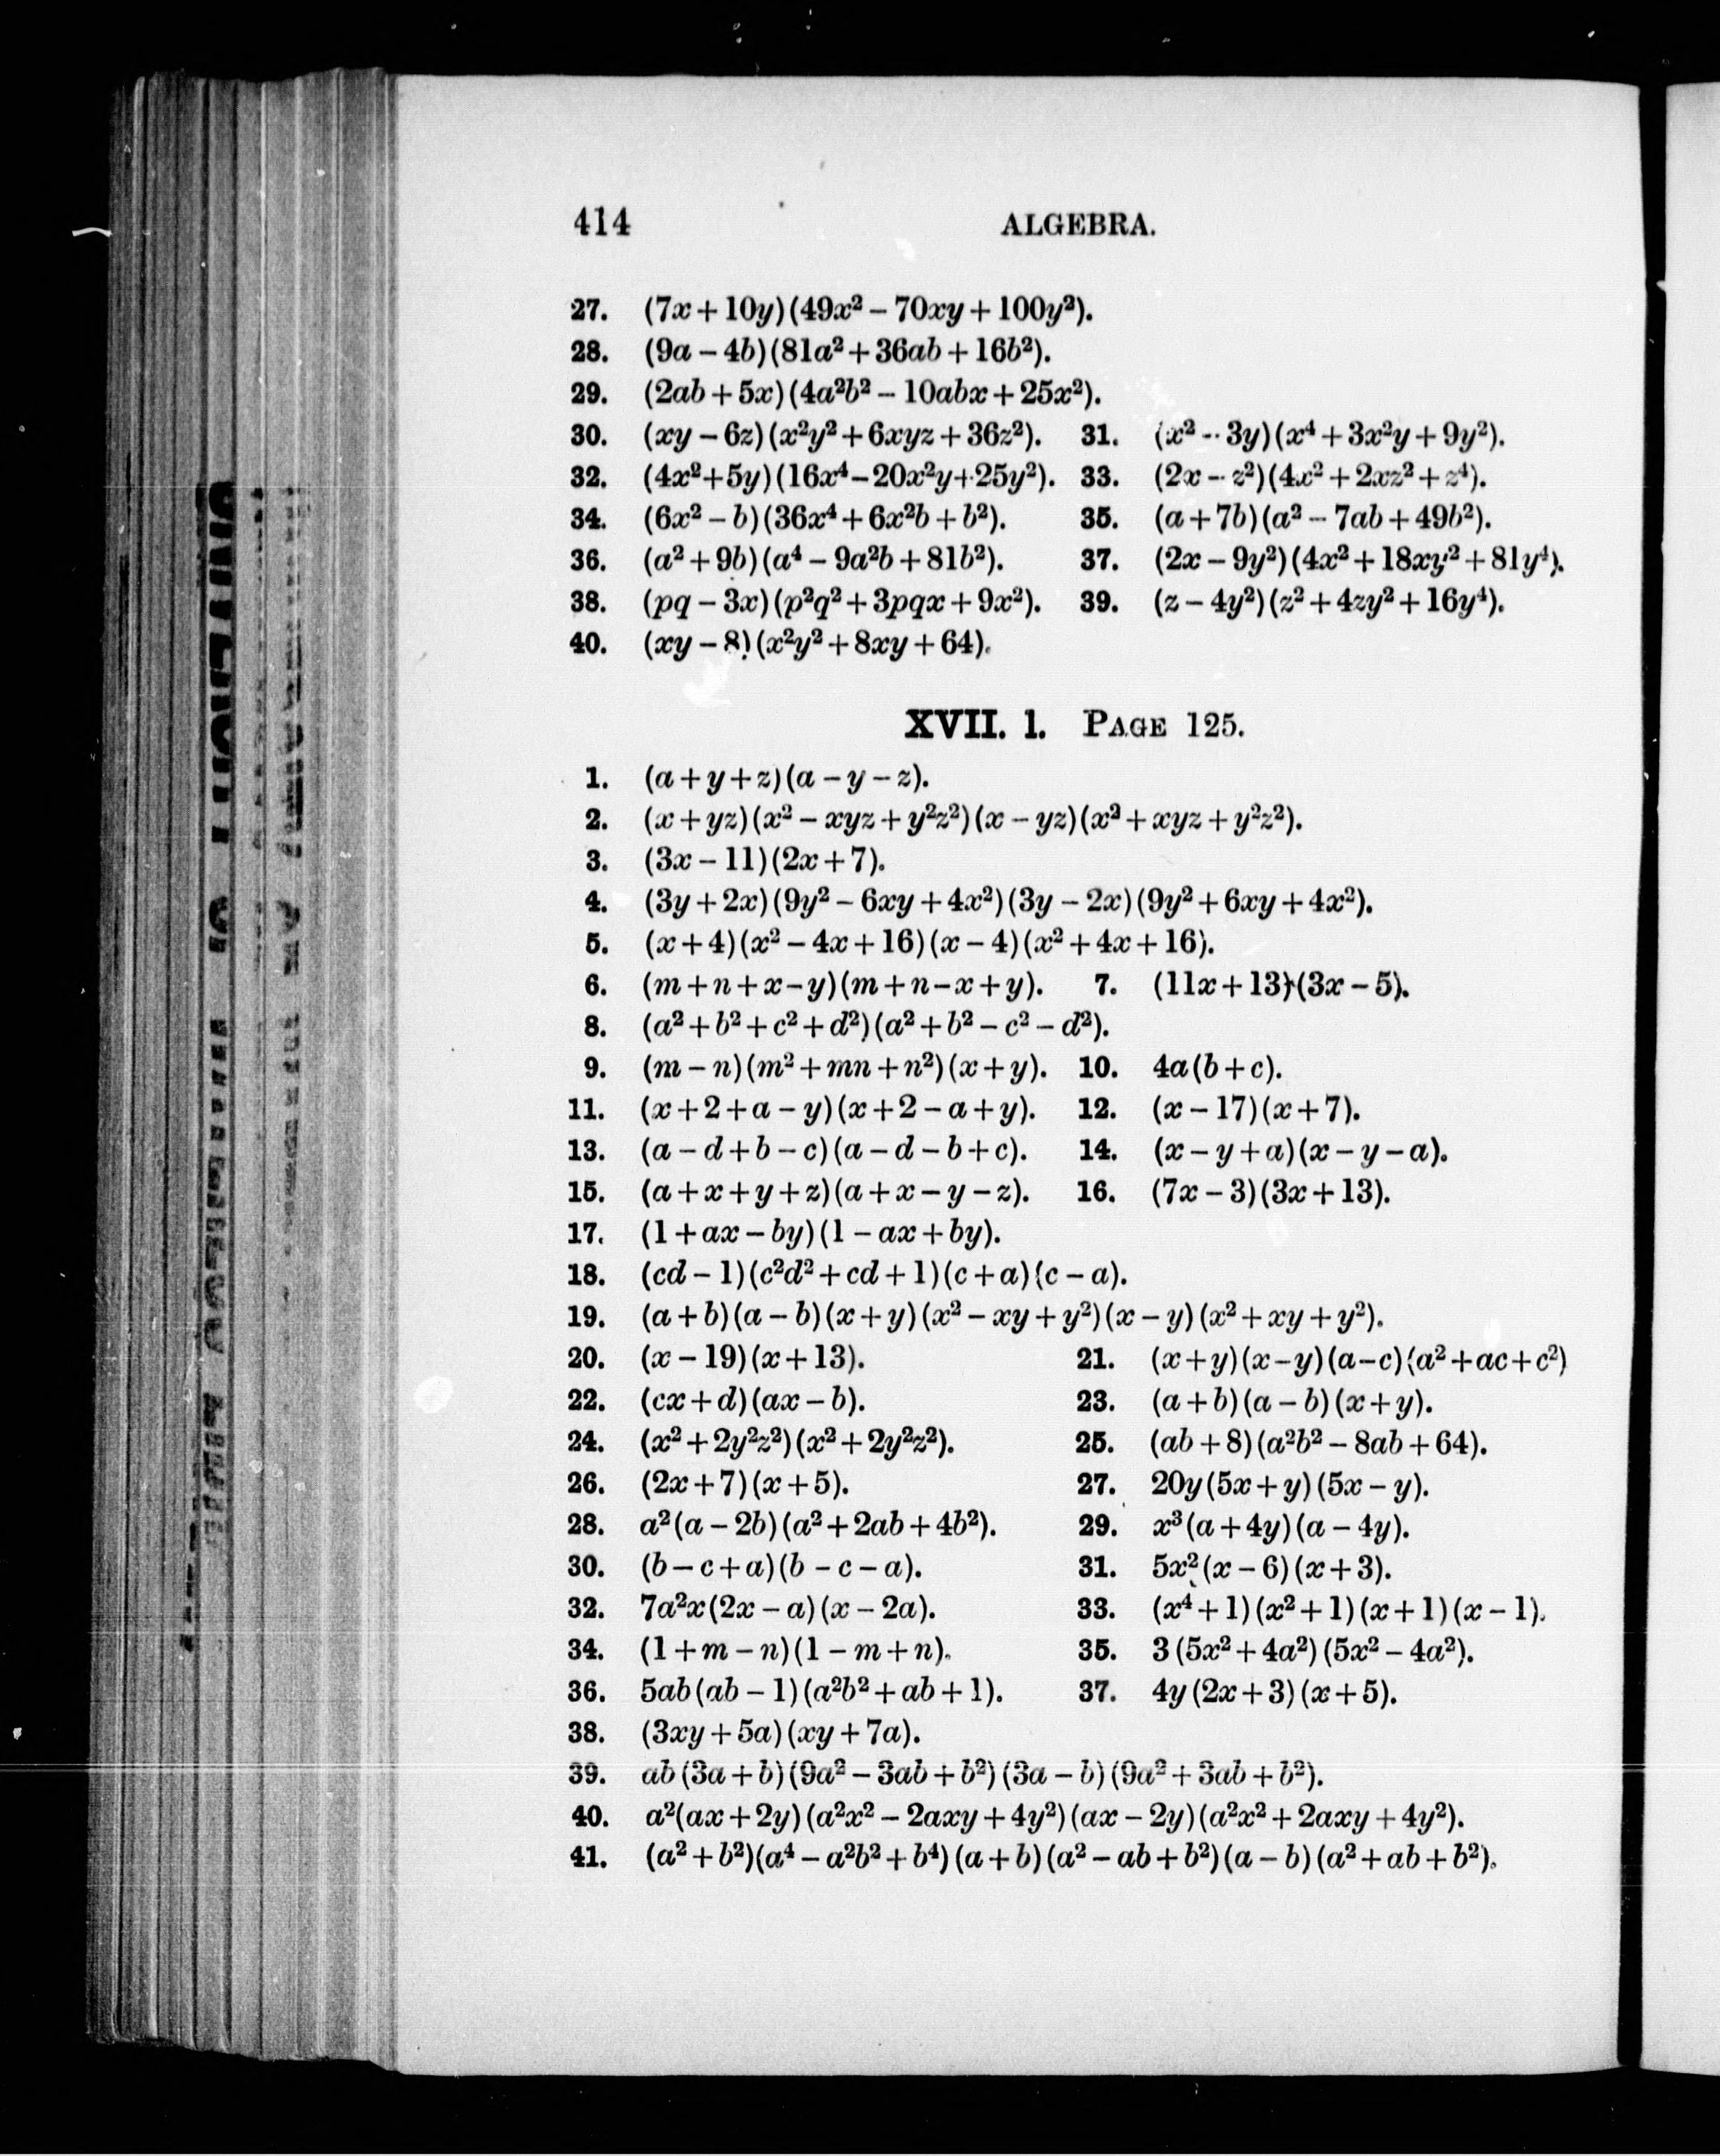 414 ALGEBRA.
27. (7x + 10y)(49x² – 70xy + 100y²).
28. (9a – 4b)(81a² + 36ab + 16b²).
29. (2ab + 5x)(4a²b² – 10abx + 25x²).
30. (xy – 6z)(x²y² + 6xyz + 36z²). 31. (x² – 3y)(x⁴ + 3x²y + 9y²).
32. (4x²+5y)(16x⁴–20x²y+25y²). 33. (2x – z²)(4x² + 2xz² + z⁴).
34. (6x² – b)(36x⁴ + 6x²b + b²). 35. (a + 7b)(a² – 7ab + 49b²).
36. (a² + 9b)(a⁴ – 9a²b + 81b²). 37. (2x – 9y²)(4x² + 18xy² + 81y⁴).
38. (pq – 3x)(p²q² + 3pqx + 9x²). 39. (z – 4y²)(z² + 4zy² + 16y⁴).
40. (xy – 8)(x²y² + 8xy + 64).
XVII. 1. PAGE 125.
1. (a + y + z)(a – y – z).
2. (x + yz)(x² – xyz + y²z²)(x – yz)(x² + xyz + y²z²).
3. (3x – 11)(2x + 7).
4. (3y + 2x)(9y² – 6xy + 4x²)(3y – 2x)(9y² + 6xy + 4x²).
5. (x + 4)(x² – 4x + 16)(x – 4)(x² + 4x + 16).
6. (m + n + x – y)(m + n – x + y). 7. (11x + 13)(3x – 5).
8. (a² + b² + c² + d²)(a² + b² – c² – d²).
9. (m – n)(m² + mn + n²)(x + y). 10. 4a(b + c).
11. (x + 2 + a – y)(x + 2 – a + y). 12. (x – 17)(x + 7).
13. (a – d + b – c)(a – d – b + c). 14. (x – y + a)(x – y – a).
15. (a + x + y + z)(a + x – y – z). 16. (7x – 3)(3x + 13).
17. (1 + ax – by)(1 – ax + by).
18. (cd – 1)(c²d² + cd + 1)(c + a)(c – a).
19. (a + b)(a – b)(x + y)(x² – xy + y²)(x – y)(x² + xy + y²).
20. (x – 19)(x + 13). 21. (x + y)(x – y)(a – c)(a² + ac + c²)
22. (cx + d)(ax – b). 23. (a + b)(a – b)(x + y).
24. (x² + 2y²z²)(x² + 2y²z²). 25. (ab + 8)(a²b² – 8ab + 64).
26. (2x + 7)(x + 5). 27. 20y(5x + y)(5x – y).
28. a²(a – 2b)(a² + 2ab + 4b²). 29. x³(a + 4y)(a – 4y).
30. (b – c + a)(b – c – a). 31. 5x²(x – 6)(x + 3).
32. 7a²x(2x – a)(x – 2a). 33. (x⁴ + 1)(x² + 1)(x + 1)(x – 1).
34. (1 + m – n)(1 – m + n). 35. 3(5x² + 4a²)(5x² – 4a²).
36. 5ab(ab – 1)(a²b² + ab + 1). 37. 4y(2x + 3)(x + 5).
38. (3xy + 5a)(xy + 7a).
39. ab(3a + b)(9a² – 3ab + b²)(3a – b)(9a² + 3ab + b²).
40. a²(ax + 2y)(a²x² – 2axy + 4y²)(ax – 2y)(a²x² + 2axy + 4y²).
41. (a² + b²)(a⁴ – a²b² + b⁴)(a + b)(a² – ab + b²)(a – b)(a² + ab + b²).